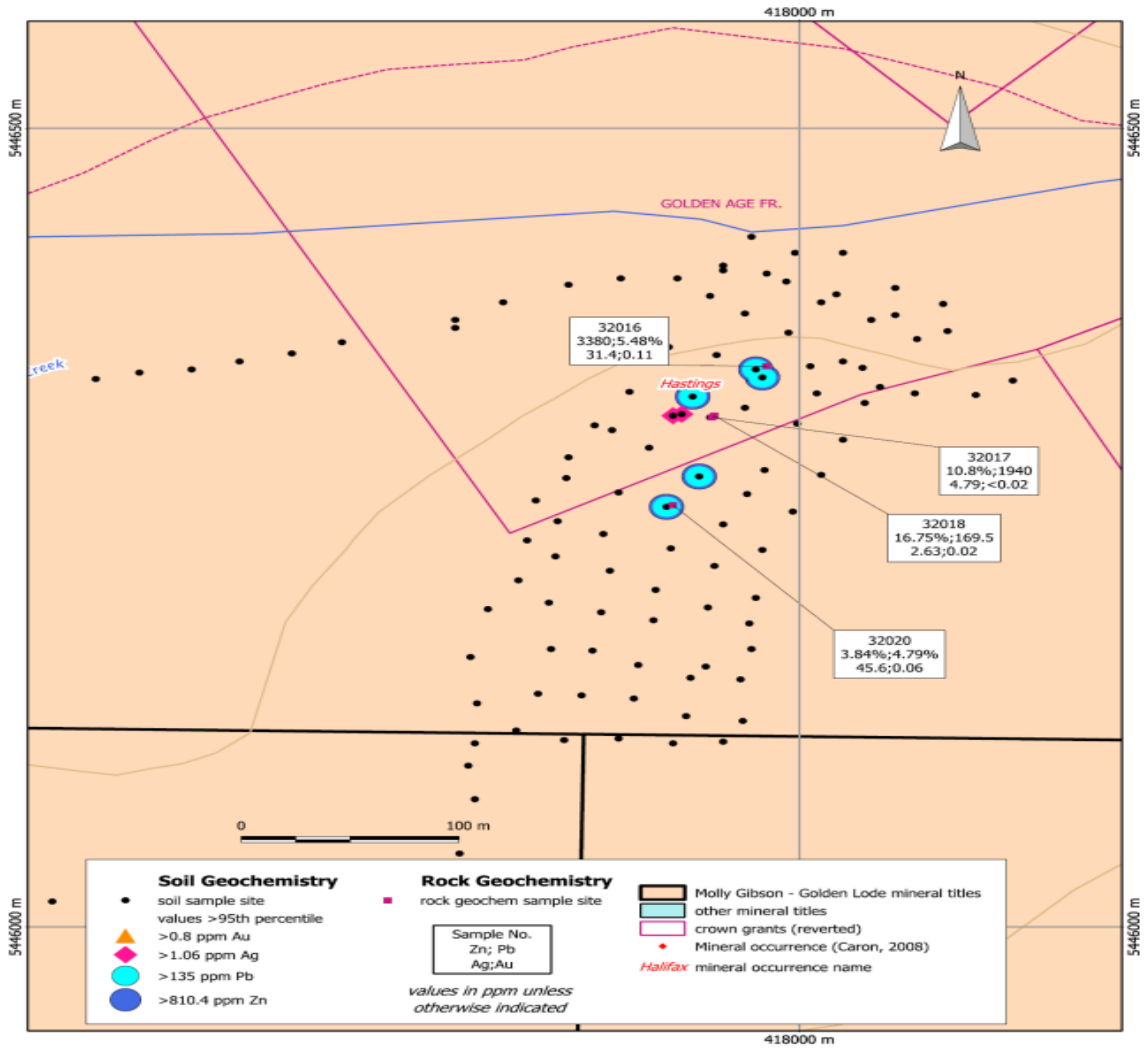 418000 m
5446500 m
5446500 m
N
GOLDEN AGE FR.
32016
3380;5.48%
31.4;0.11
Creek
Hastings
32017
10.8%;1940
4.79;<0.02
32018
16.75%;169.5
2.63;0.02
32020
3.84%;4.79%
45.6;0.06
0 100 m
Soil Geochemistry
soil sample site
values >95th percentile
>0.8 ppm Au
>1.06 ppm Ag
>135 ppm Pb
>810.4 ppm Zn
Rock Geochemistry
rock geochem sample site
Sample No.
Zn; Pb
Ag;Au
values in ppm unless
otherwise indicated
Molly Gibson - Golden Lode mineral titles
other mineral titles
crown grants (reverted)
Mineral occurrence (Caron, 2008)
Halifax mineral occurrence name
5446000 m
5446000 m
418000 m